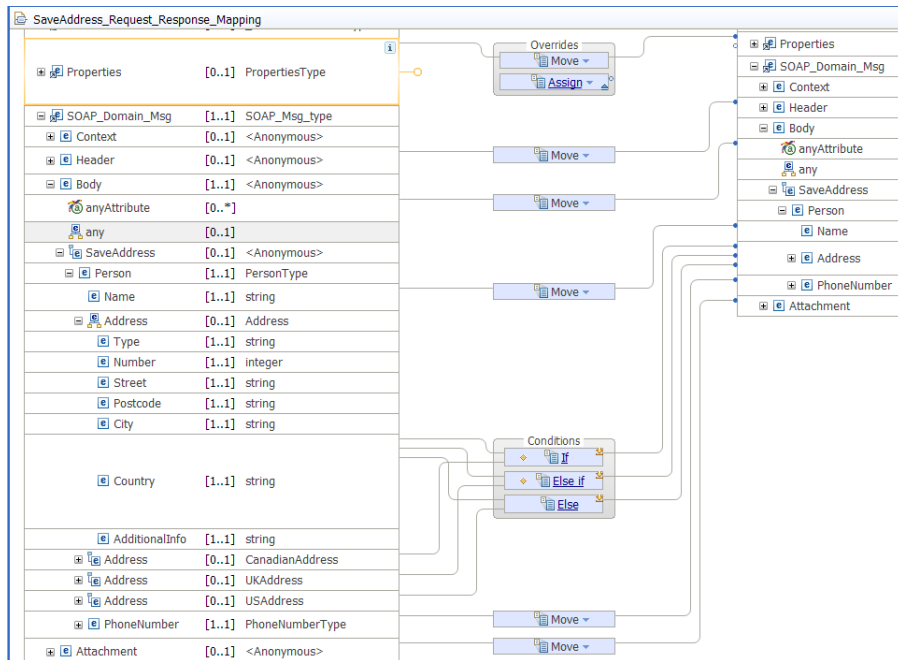 SaveAddress_Request_Response_Mapping
Properties [0..1] PropertiesType
SOAP_Domain_Msg [1..1] SOAP_Msg_type
Context [0..1] <Anonymous>
Header [0..1] <Anonymous>
Body [1..1] <Anonymous>
anyAttribute [0..*]
any [0..1]
SaveAddress [0..1] <Anonymous>
Person [1..1] PersonType
Name [1..1] string
Address [0..1] Address
Type [1..1] string
Number [1..1] integer
Street [1..1] string
Postcode [1..1] string
City [1..1] string
Country [1..1] string
AdditionalInfo [1..1] string
Address [0..1] CanadianAddress
Address [0..1] UKAddress
Address [0..1] USAddress
PhoneNumber [1..1] PhoneNumberType
Attachment [0..1] <Anonymous>
Overrides
Move
Assign
Move
Move
Move
Conditions
If
Else if
Else
Move
Move
Properties
SOAP_Domain_Msg
Context
Header
Body
anyAttribute
any
SaveAddress
Person
Name
Address
PhoneNumber
Attachment